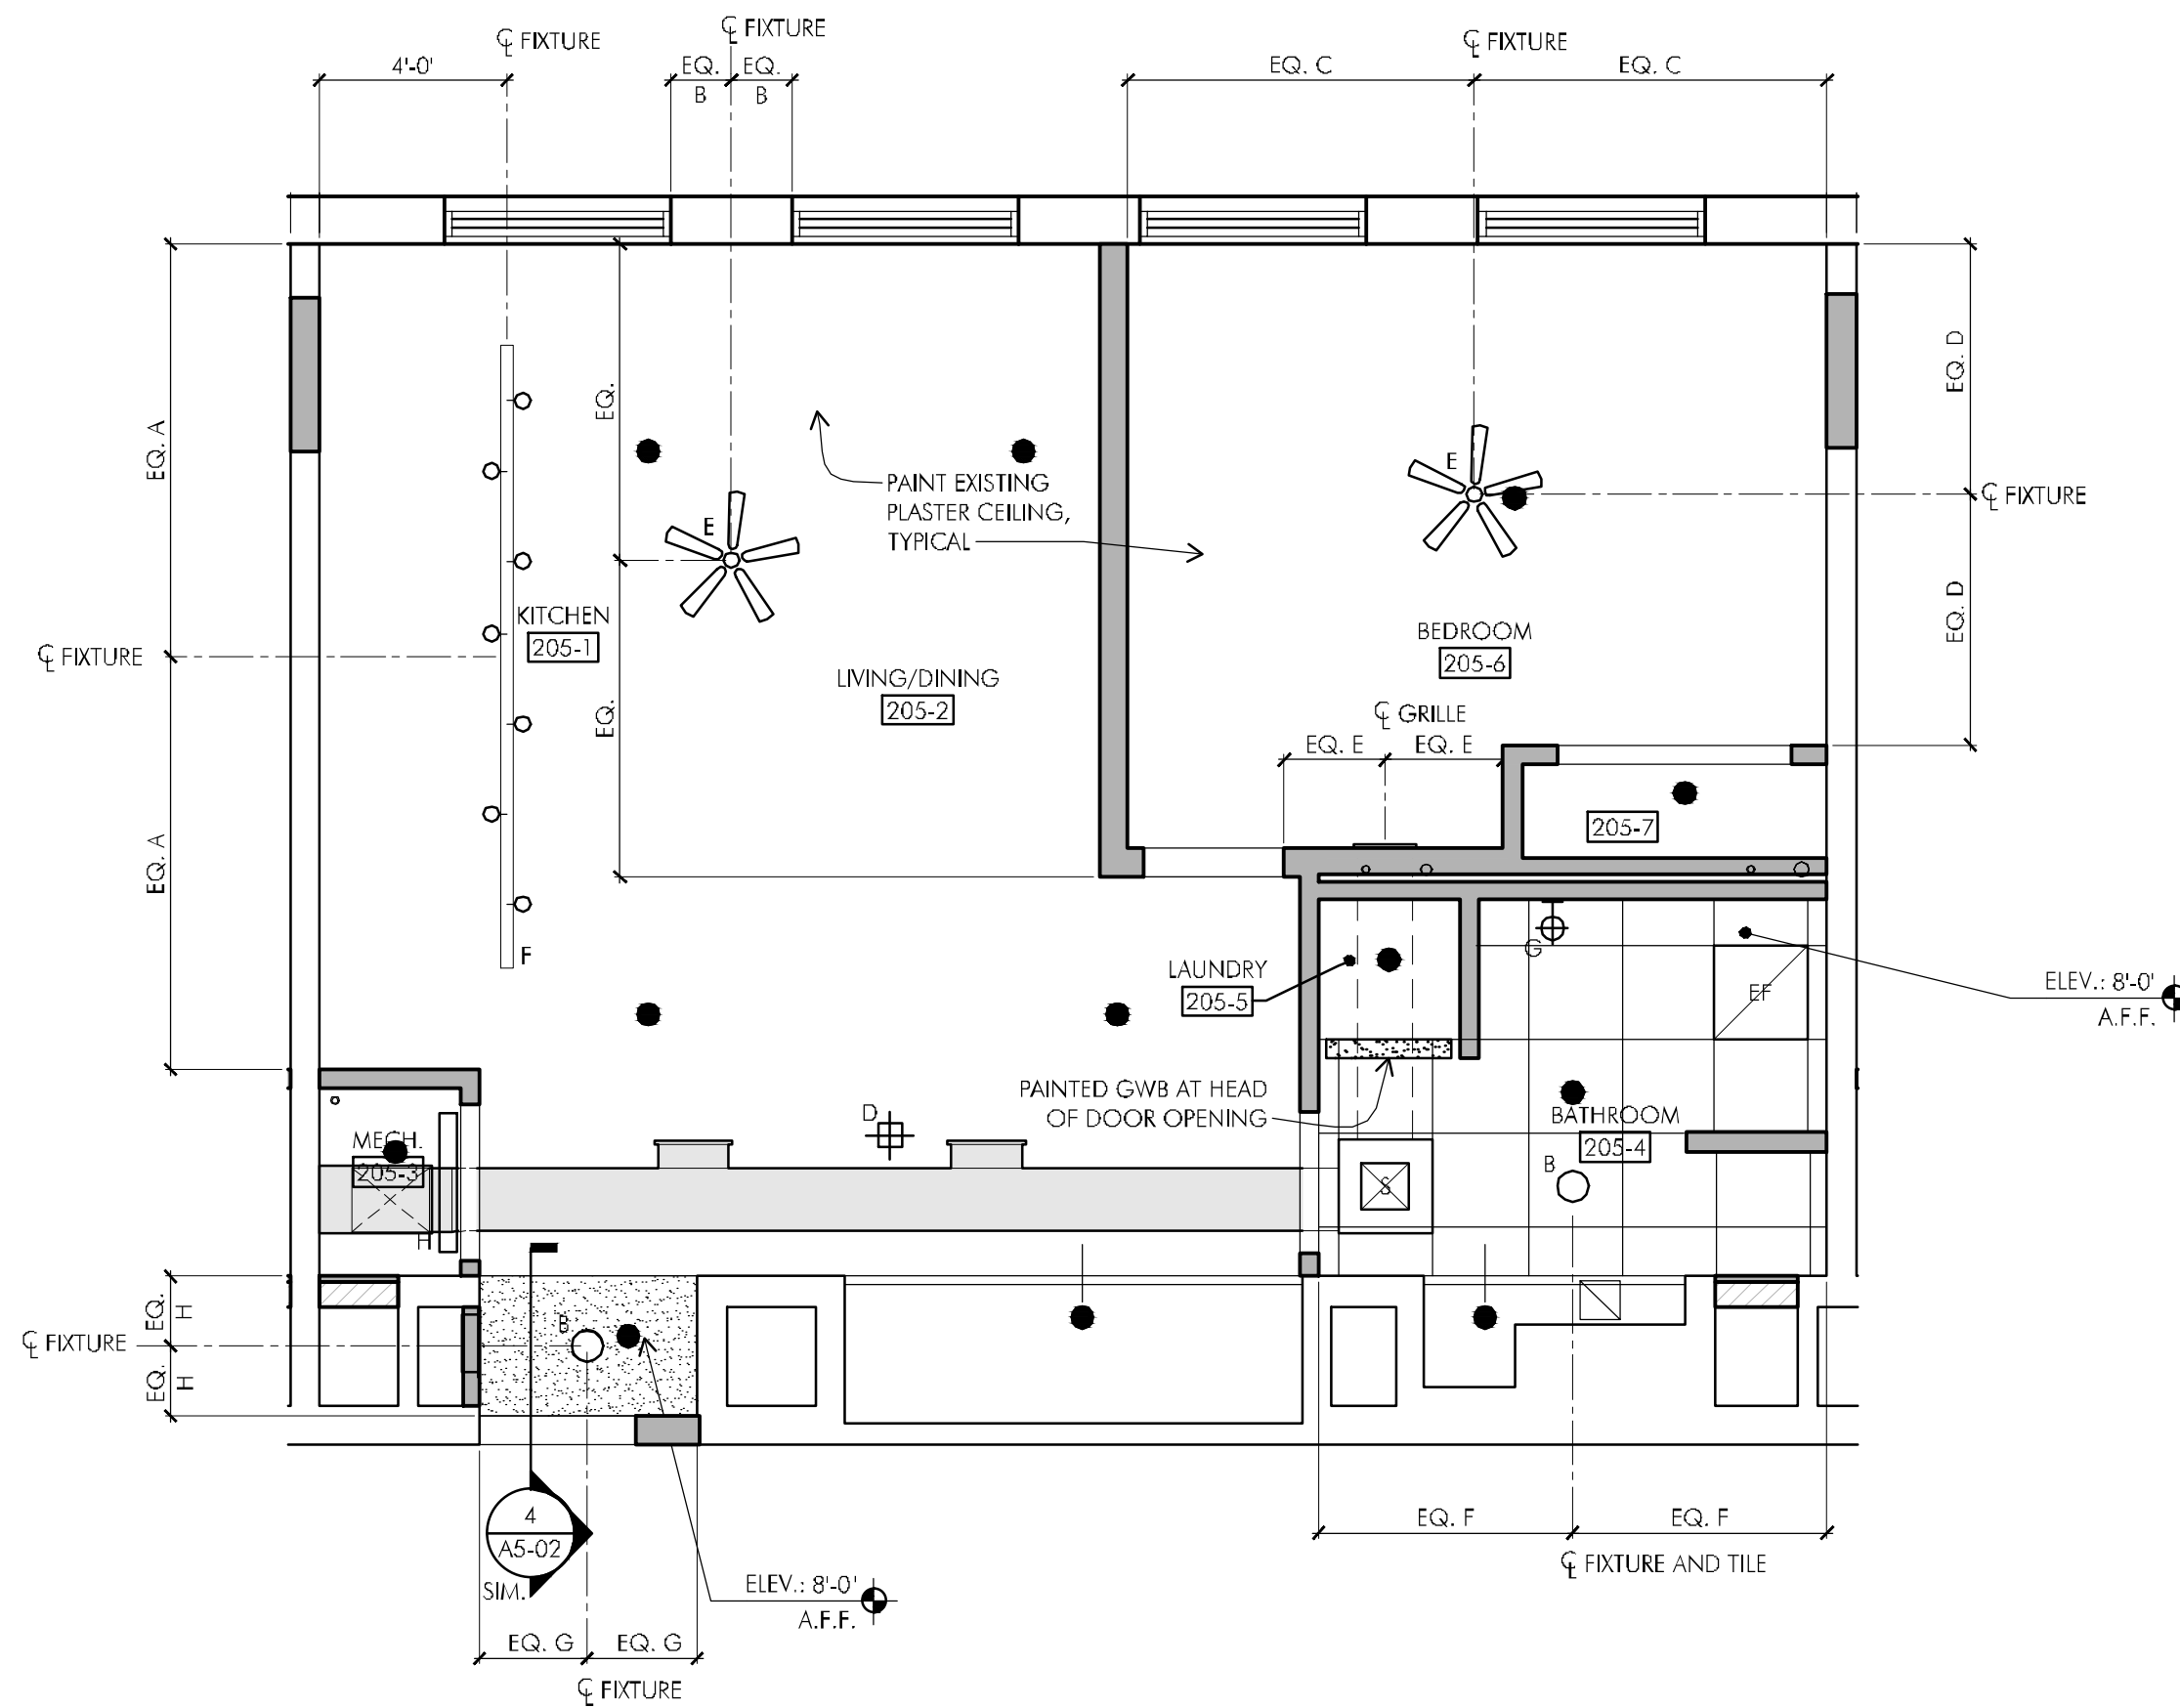 ℄ FIXTURE
℄ FIXTURE
℄ FIXTURE
4'-0'
EQ.
B
EQ.
B
EQ. C
EQ. C
EQ. A
EQ. A
℄ FIXTURE
EQ.
EQ.
E
PAINT EXISTING
PLASTER CEILING,
TYPICAL
E
EQ. D
EQ. D
℄ FIXTURE
KITCHEN
205-1
LIVING/DINING
205-2
BEDROOM
205-6
℄ GRILLE
EQ. E
EQ. E
205-7
F
G
EF
LAUNDRY
205-5
ELEV.: 8'-0'
A.F.F.
PAINTED GWB AT HEAD
OF DOOR OPENING
D
BATHROOM
205-4
B
S
MECH.
205-3
H
EQ.
H
EQ.
H
℄ FIXTURE
B
4
A5-02
SIM.
ELEV.: 8'-0'
A.F.F.
EQ. F
EQ. F
℄ FIXTURE AND TILE
EQ. G
EQ. G
℄ FIXTURE